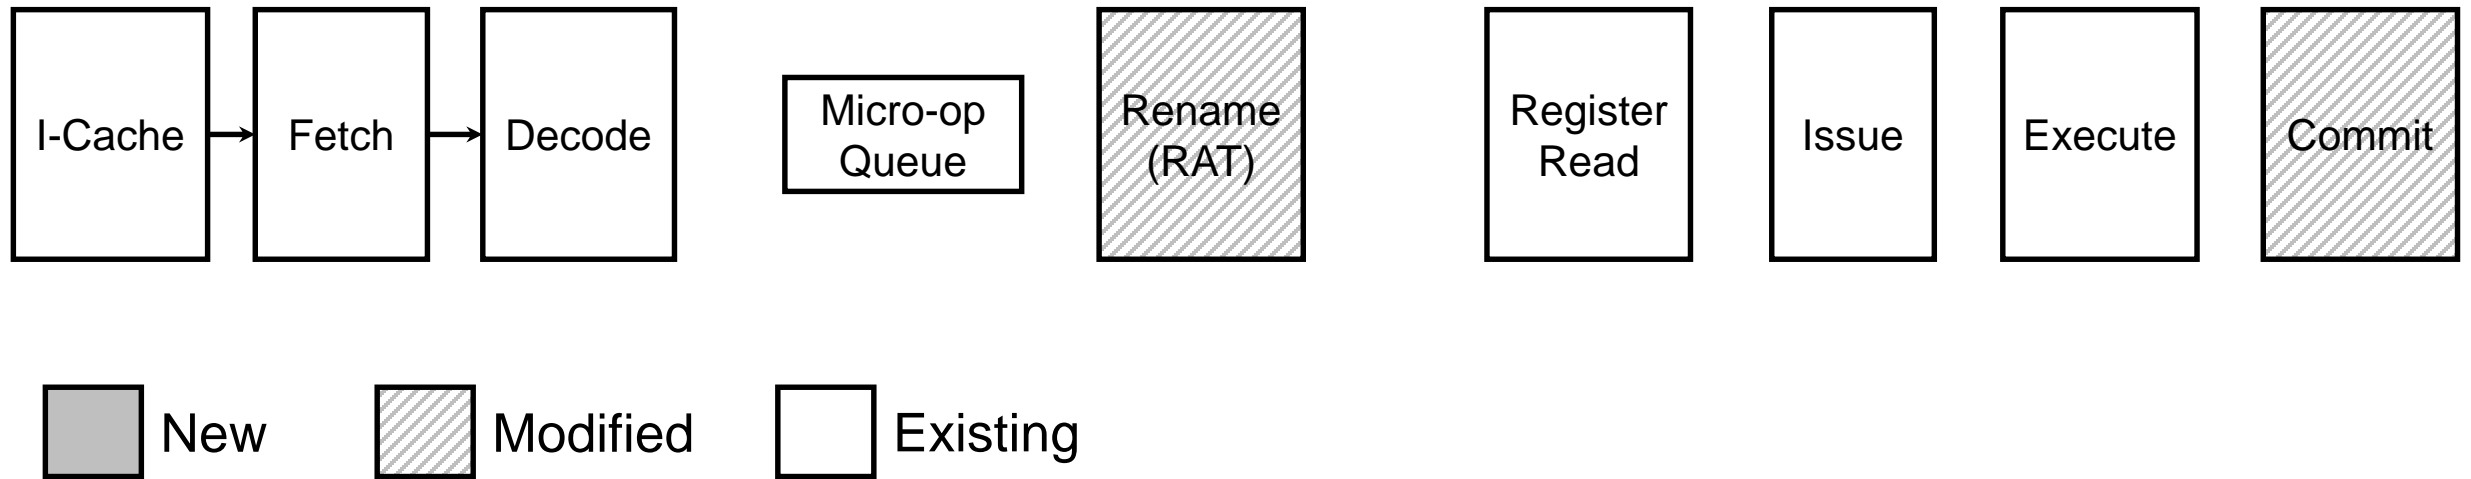 I-Cache
Fetch
Decode
Micro-op
Queue
Rename
(RAT)
Register
Read
Issue
Execute
Commit
New
Modified
Existing